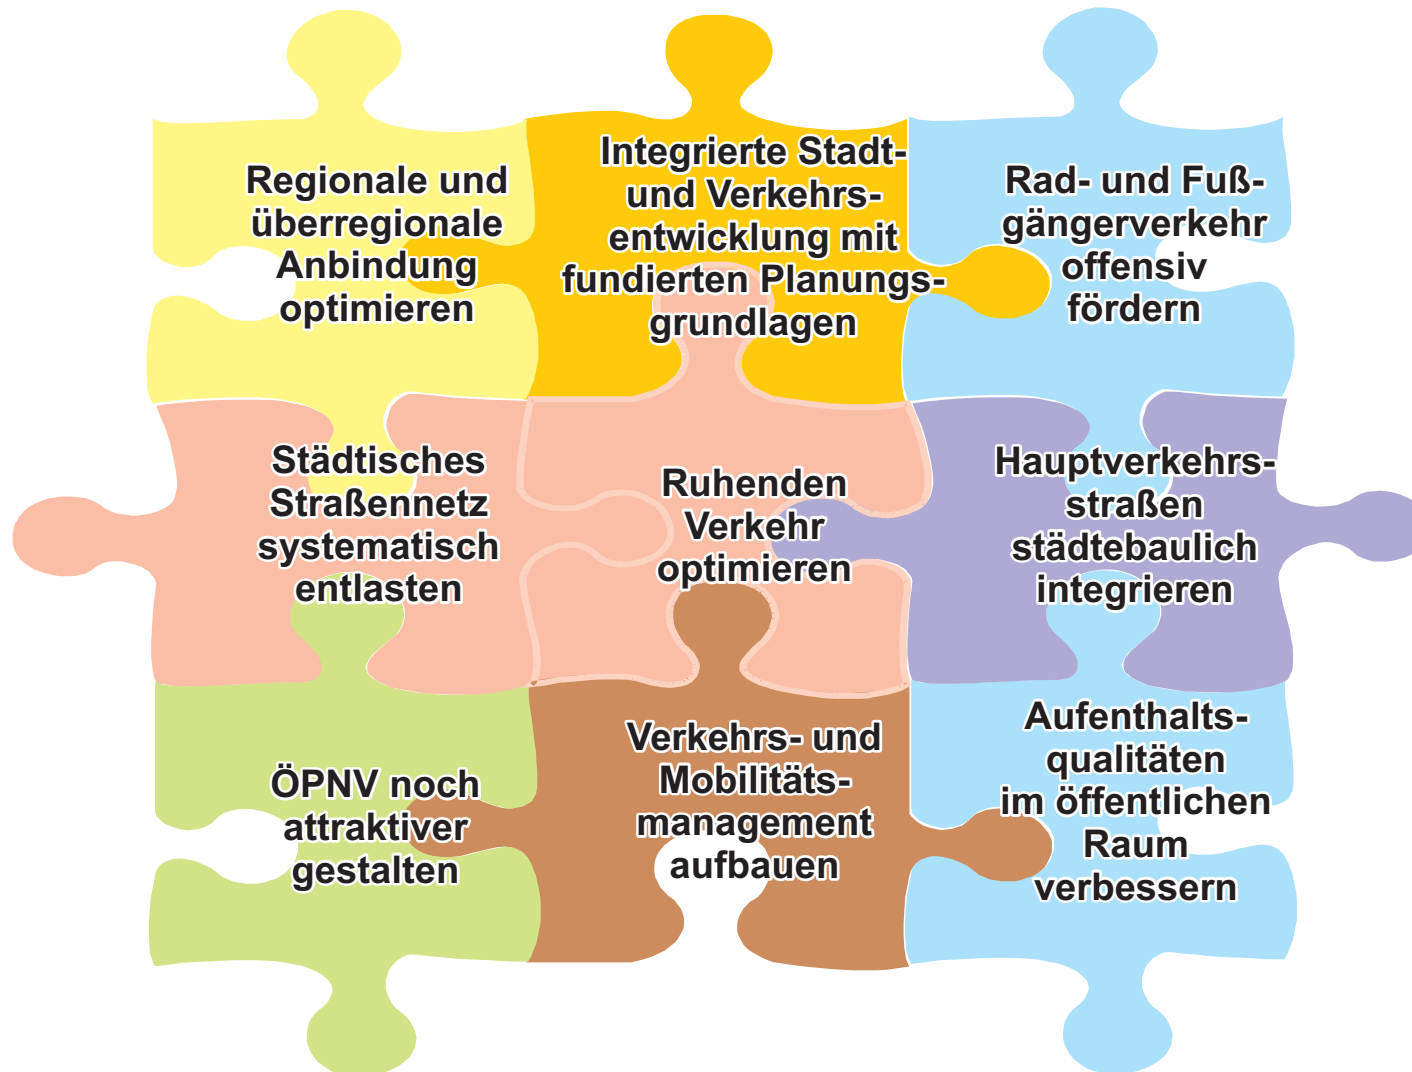 Regionale und
überregionale
Anbindung
optimieren
Integrierte Stadt-
und Verkehrs-
entwicklung mit
fundierten Planungs-
grundlagen
Rad- und Fuß-
gängerverkehr
offensiv
fördern
Städtisches
Straßennetz
systematisch
entlasten
Ruhenden
Verkehr
optimieren
Hauptverkehrs-
straßen
städtebaulich
integrieren
ÖPNV noch
attraktiver
gestalten
Verkehrs- und
Mobilitäts-
management
aufbauen
Aufenthalts-
qualitäten
im öffentlichen
Raum
verbessern